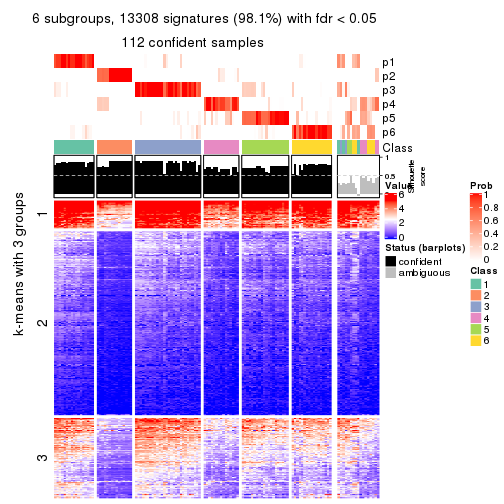 6 subgroups, 13308 signatures (98.1%) with fdr < 0.05
112 confident samples
p1
p2
p3
p4
p5
p6
Class
1
0.5
0
Silhouette
score
k-means with 3 groups
1
2
3
Value
6
4
2
0
Status (barplots)
confident
ambiguous
Prob
1
0.8
0.6
0.4
0.2
0
Class
1
2
3
4
5
6